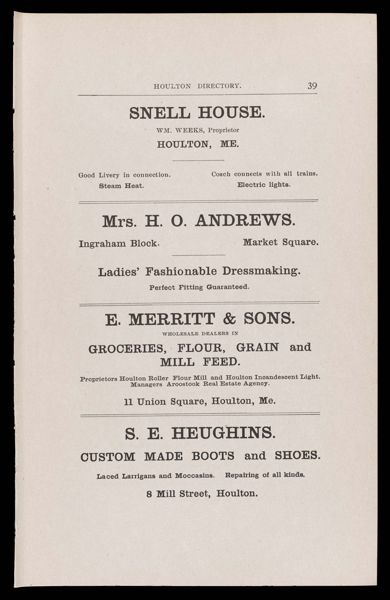 HOULTON DIRECTORY. 39
SNELL HOUSE.
WM. WEEKS, Proprietor
HOULTON, ME.
Good Livery in connection. Coach connects with all trains.
Steam Heat. Electric lights.
Mrs. H. O. ANDREWS.
Ingraham Block. Market Square.
Ladies' Fashionable Dressmaking.
Perfect Fitting Guaranteed.
E. MERRITT & SONS.
WHOLESALE DEALERS IN
GROCERIES, FLOUR, GRAIN and
MILL FEED.
Proprietors Houlton Roller Flour Mill and Houlton Incandescent Light.
Managers Aroostook Real Estate Agency.
11 Union Square, Houlton, Me.
S. E. HEUGHINS.
CUSTOM MADE BOOTS and SHOES.
Laced Larrigans and Moccasins. Repairing of all kinds.
8 Mill Street, Houlton.